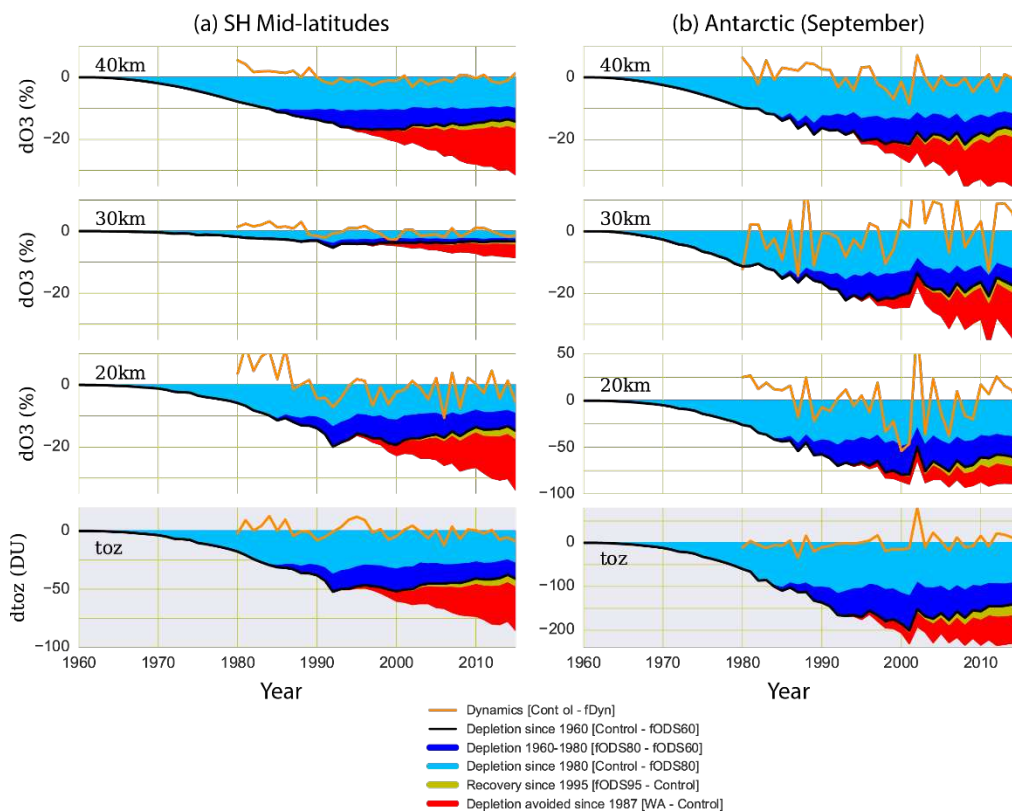 (a) SH Mid-latitudes
(b) Antarctic (September)
40km
0
−20
dO3 (%)
40km
0
−20
30km
0
−20
dO3 (%)
30km
0
−20
20km
0
−20
dO3 (%)
20km
50
0
−50
−100
toz
0
−50
−100
dtoz (DU)
toz
0
−100
−200
1960 1970 1980 1992 2000 2010
1960 1970 1980 1990 2000 2010
Year
Year
Dynamics [Cont ol - fDyn]
Depletion since 1960 [Control - fODS60]
Depletion 1960-1980 [fODS80 - fODS60]
Depletion since 1980 [Control - fODS80]
Recovery since 1995 [fODS95 - Control]
Depletion avoided since 1987 [WA - Control]